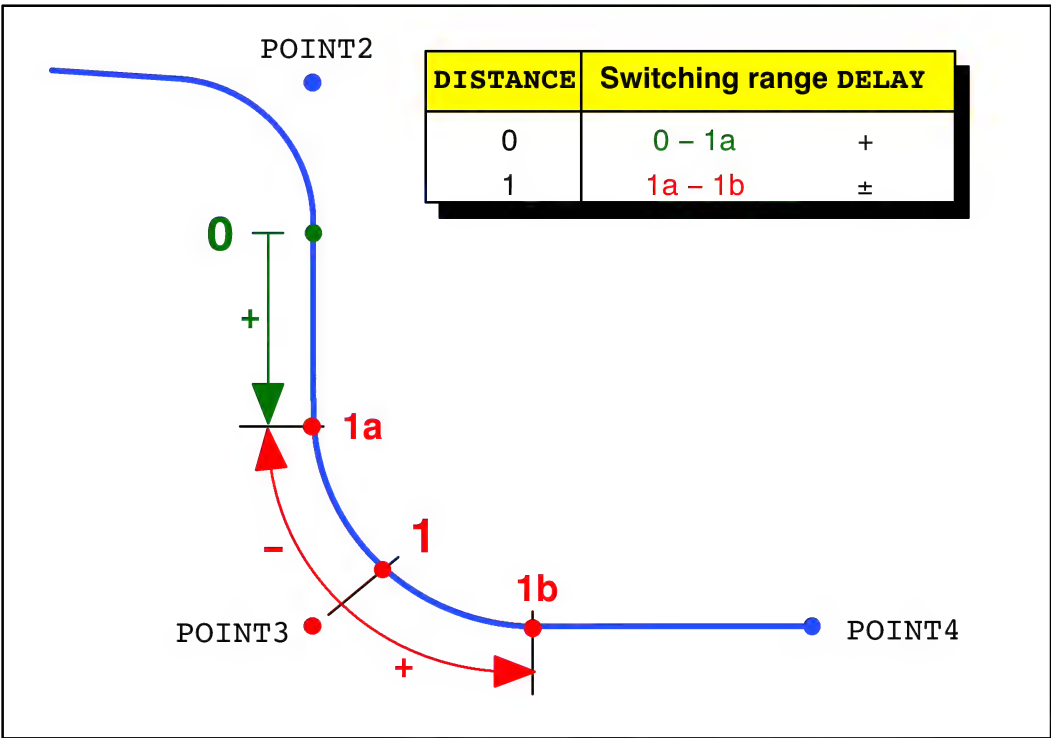 POINT2
DISTANCE Switching range DELAY
0 0 – 1a +
1 1a – 1b ±
0
+
1a
1
–
1b
POINT3
POINT4
+